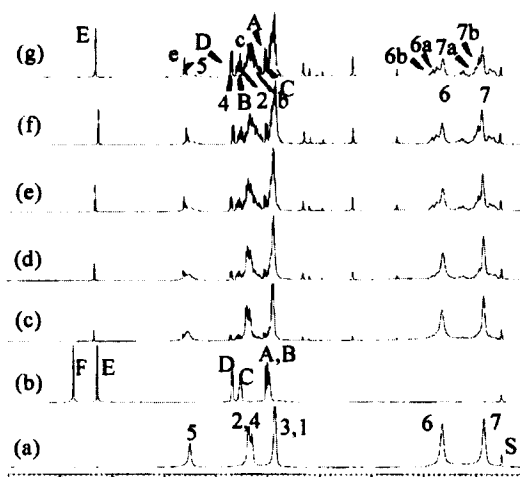 (g) E e 5 D c A 4 B 2 6 C 6b 6a 7a 7b 6 7
(f)
(e)
(d)
(c)
(b) F E D C A,B
(a) 5 2,4 3,1 6 7 S